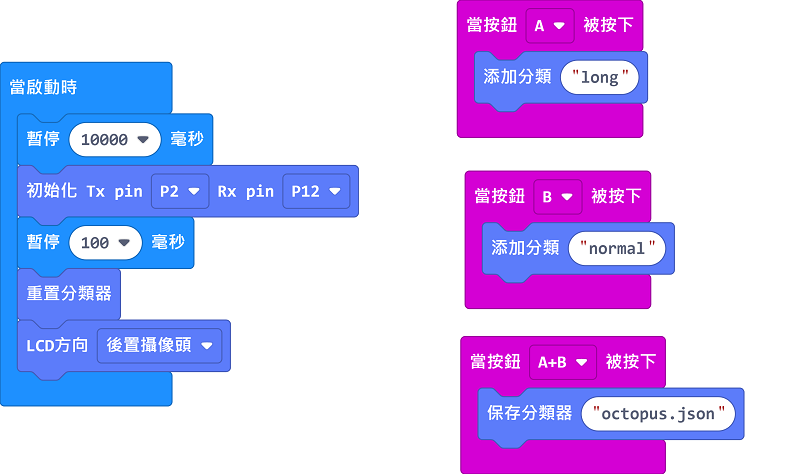 當啟動時
暫停 10000 毫秒
初始化 Tx pin P2 Rx pin P12
暫停 100 毫秒
重置分類器
LCD方向 後置攝像頭
當按鈕 A 被按下
添加分類 "long"
當按鈕 B 被按下
添加分類 "normal"
當按鈕 A+B 被按下
保存分類器 "octopus.json"